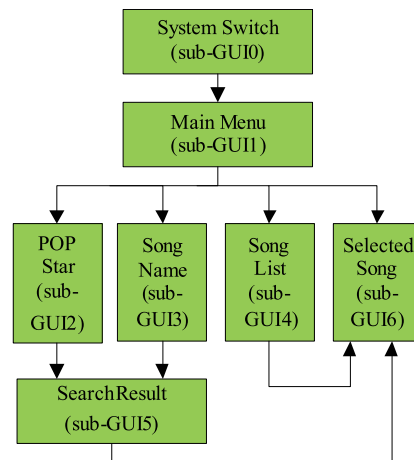 System Switch
(sub-GUI0)
Main Menu
(sub-GUI1)
POP
Star
(sub-
GUI2)
Song
Name
(sub-
GUI3)
Song
List
(sub-
GUI4)
Selected
Song
(sub-
GUI6)
SearchResult
(sub-GUI5)